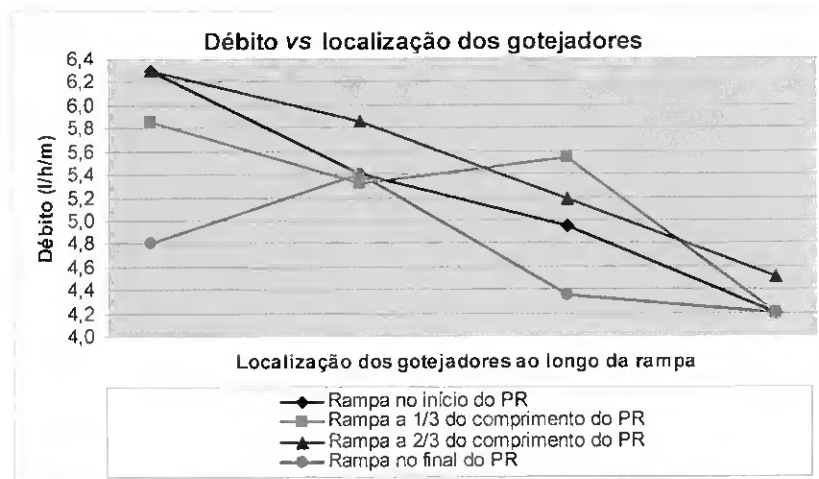 Débito vs localização dos gotejadores
6,4
6,2
6,0
5,8
5,6
5,4
5,2
5,0
4,8
4,6
4,4
4,2
4,0
Débito (l/h/m)
Localização dos gotejadores ao longo da rampa
Rampa no início do PR
Rampa a 1/3 do comprimento do PR
Rampa a 2/3 do comprimento do PR
Rampa no final do PR